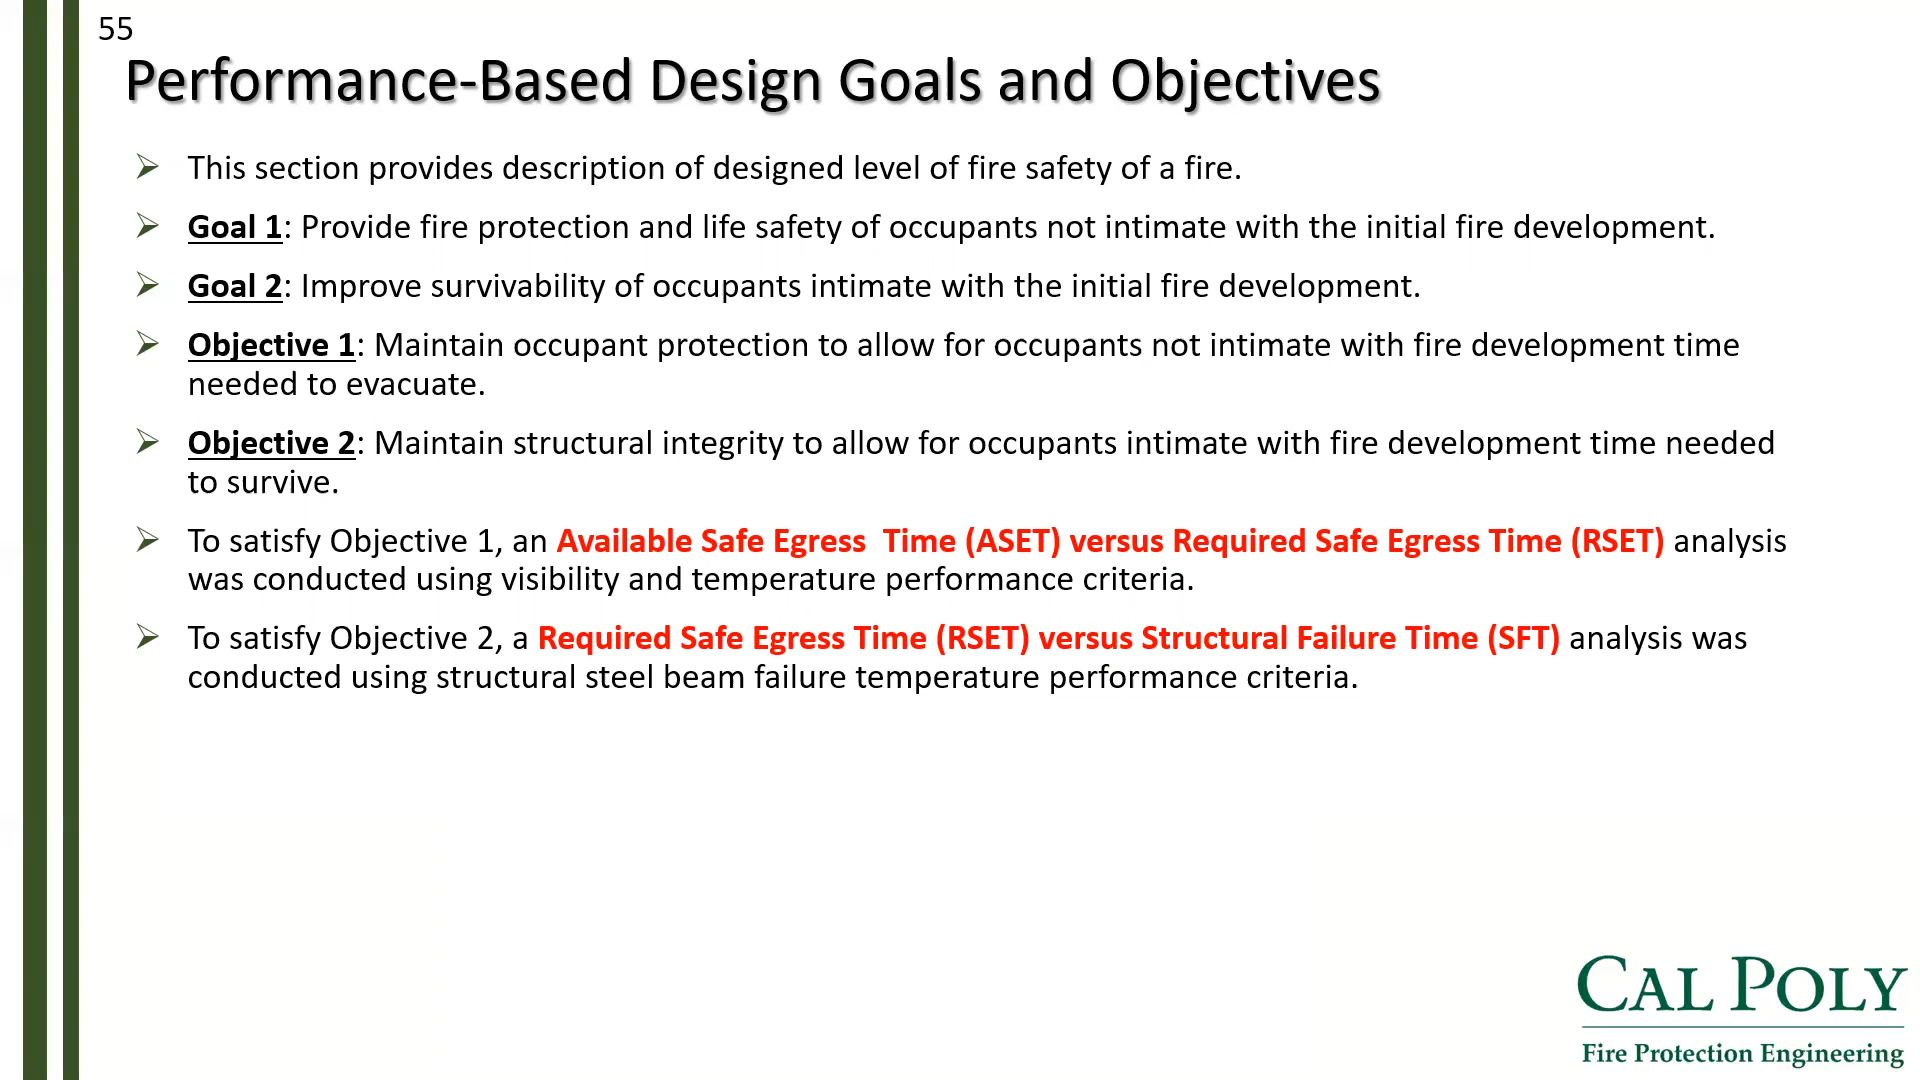 55
Performance-Based Design Goals and Objectives
This section provides description of designed level of fire safety of a fire.
Goal 1: Provide fire protection and life safety of occupants not intimate with the initial fire development.
Goal 2: Improve survivability of occupants intimate with the initial fire development.
Objective 1: Maintain occupant protection to allow for occupants not intimate with fire development time
needed to evacuate.
Objective 2: Maintain structural integrity to allow for occupants intimate with fire development time needed
to survive.
To satisfy Objective 1, an Available Safe Egress  Time (ASET) versus Required Safe Egress Time (RSET) analysis
was conducted using visibility and temperature performance criteria.
To satisfy Objective 2, a Required Safe Egress Time (RSET) versus Structural Failure Time (SFT) analysis was
conducted using structural steel beam failure temperature performance criteria.
CAL POLY
Fire Protection Engineering